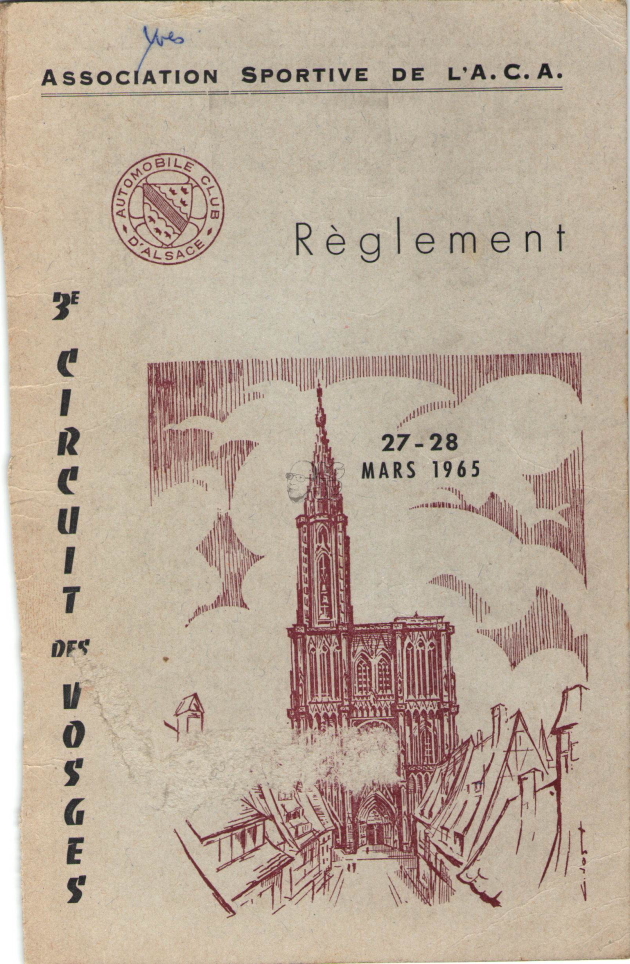 Yves
ASSOCIATION SPORTIVE DE L'A.C.A.
AUTOMOBILE CLUB
D'ALSACE
Règlement
3E CIRCUIT DES VOSGES
27-28
MARS 1965